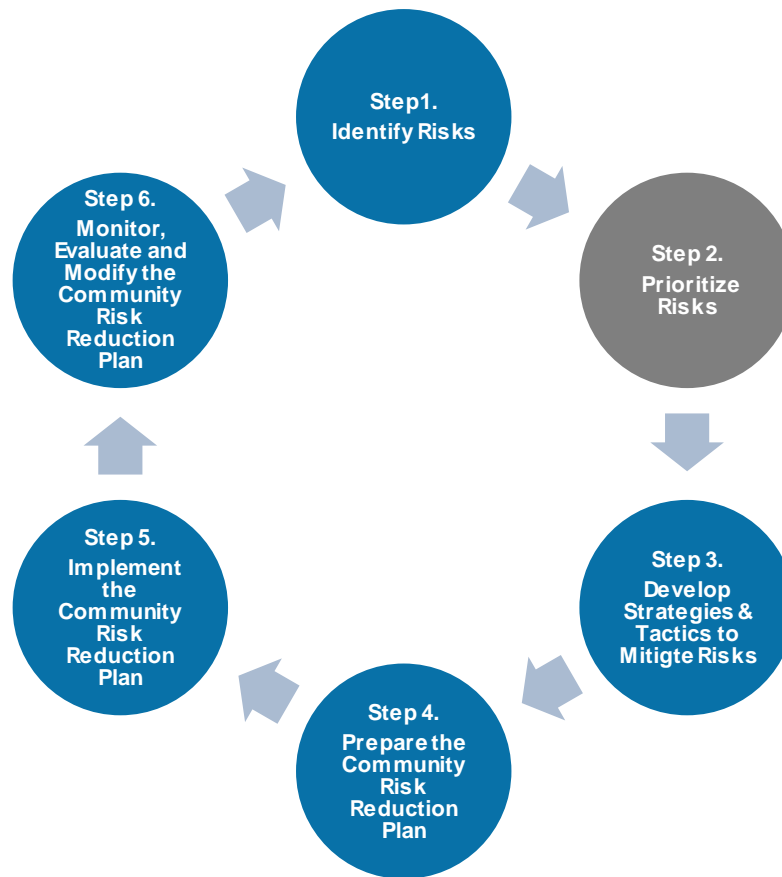 Step1.
Identify Risks
Step 2.
Prioritize
Risks
Step 3.
Develop
Strategies &
Tactics to
Mitigte Risks
Step 4.
Prepare the
Community
Risk
Reduction
Plan
Step 5.
Implement
the
Community
Risk
Reduction
Plan
Step 6.
Monitor,
Evaluate and
Modify the
Community
Risk
Reduction
Plan